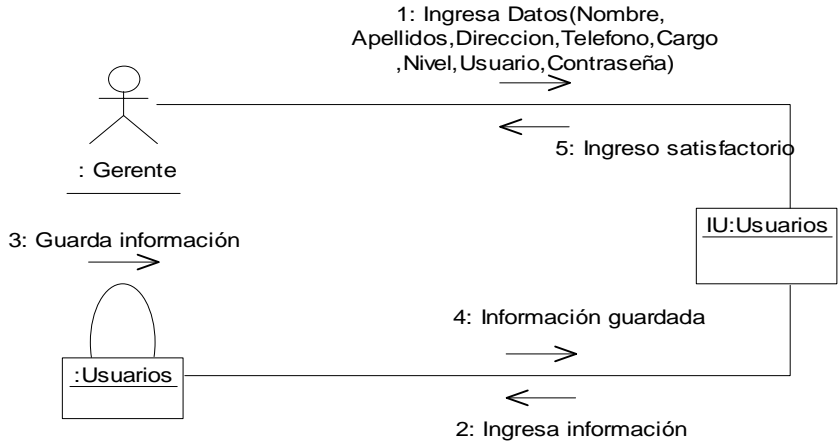 1: Ingresa Datos(Nombre,
Apellidos,Direccion,Telefono,Cargo
,Nivel,Usuario,Contraseña)
5: Ingreso satisfactorio
: Gerente
IU:Usuarios
3: Guarda información
4: Información guardada
:Usuarios
2: Ingresa información